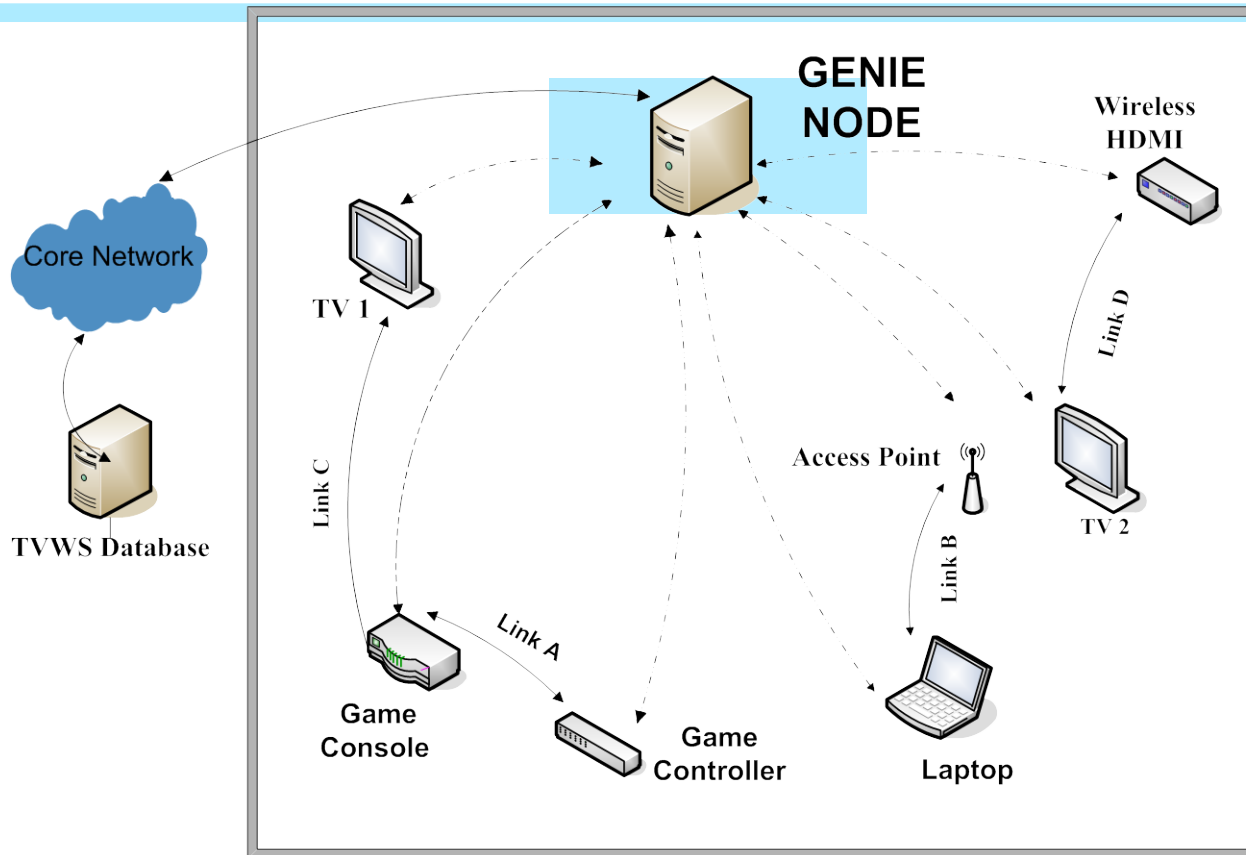 GENIE
NODE
Wireless
HDMI
Core Network
TV 1
Link D
Link C
Access Point
TV 2
TVWS Database
Link B
Link A
Game
Console
Game
Controller
Laptop